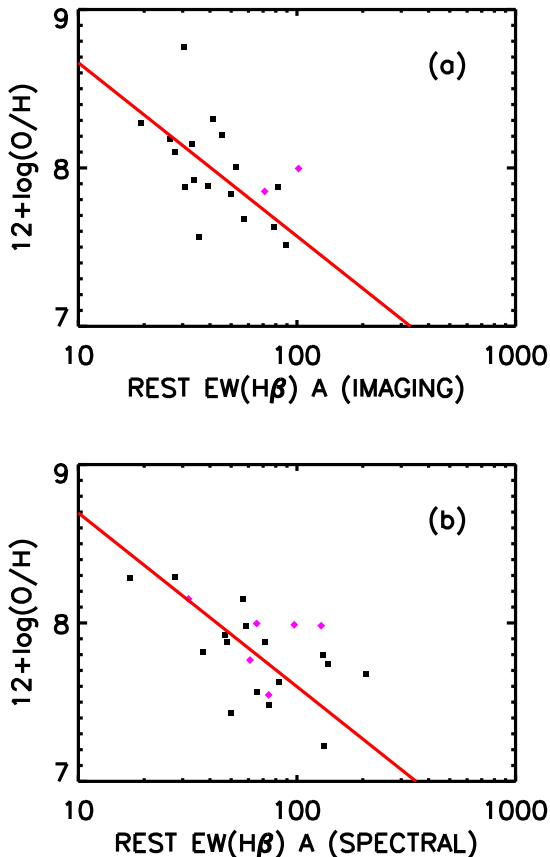 9
(a)
8
12+log(O/H)
7
10 100 1000
REST EW(Hβ) A (IMAGING)
9
(b)
8
12+log(O/H)
7
10 100 1000
REST EW(Hβ) A (SPECTRAL)